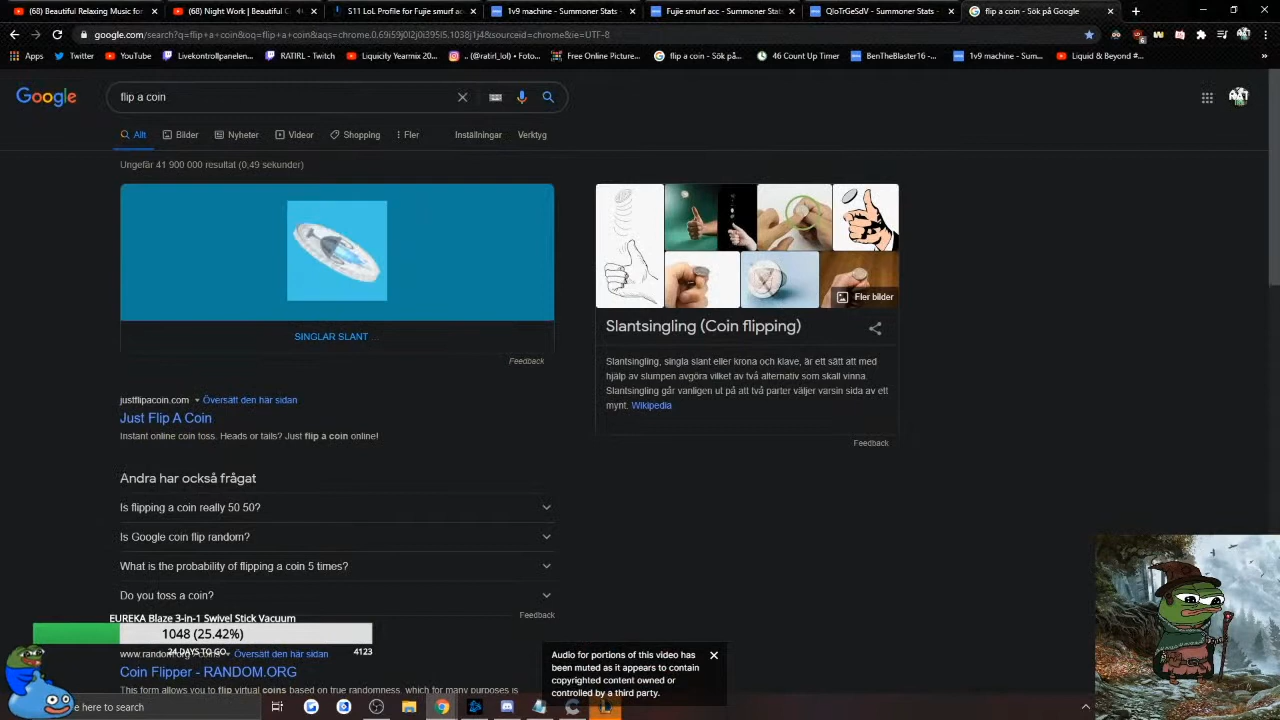 (68) Beautiful Relaxing Music for
(68) Night Work | Beautiful C
S11 LoL Profile for Fujie smurf acc
1v9 machine - Summoner Stats
Fujie smurf acc - Summoner Stats
QIoTrGeSdV - Summoner Stats
flip a coin - Sök på Google
google.com/search?q=flip+a+coin&oq=flip+a+coin&aqs=chrome.0.69i59j0l2j0i395l5.1038j1j4&sourceid=chrome&ie=UTF-8
Apps
Twitter
YouTube
Livekontrollpanelen...
RATIRL - Twitch
Liquicity Yearmix 20...
.. (@ratirl_lol) • Foto...
Free Online Picture...
flip a coin - Sök på...
46 Count Up Timer
BenTheBlaster16 -...
1v9 machine - Sum...
Liquid & Beyond #...
Google
flip a coin
Allt
Bilder
Nyheter
Videor
Shopping
Fler
Inställningar
Verktyg
Ungefär 41 900 000 resultat (0,49 sekunder)
SINGLAR SLANT ...
Feedback
justflipacoin.com
Översätt den här sidan
Just Flip A Coin
Instant online coin toss. Heads or tails? Just flip a coin online!
Andra har också frågat
Is flipping a coin really 50 50?
Is Google coin flip random?
What is the probability of flipping a coin 5 times?
Do you toss a coin?
Feedback
www.random.org › coins
Översätt den här sidan
Coin Flipper - RANDOM.ORG
This form allows you to flip virtual coins based on true randomness, which for many purposes is
Fler bilder
Slantsingling (Coin flipping)
Slantsingling, singla slant eller krona och klave, är ett sätt att med
hjälp av slumpen avgöra vilket av två alternativ som skall vinna.
Slantsingling går vanligen ut på att två parter väljer varsin sida av ett
mynt. Wikipedia
Feedback
EUREKA Blaze 3-in-1 Swivel Stick Vacuum
1048 (25.42%)
24 DAYS TO GO
4123
Audio for portions of this video has
been muted as it appears to contain
copyrighted content owned or
controlled by a third party.
here to search